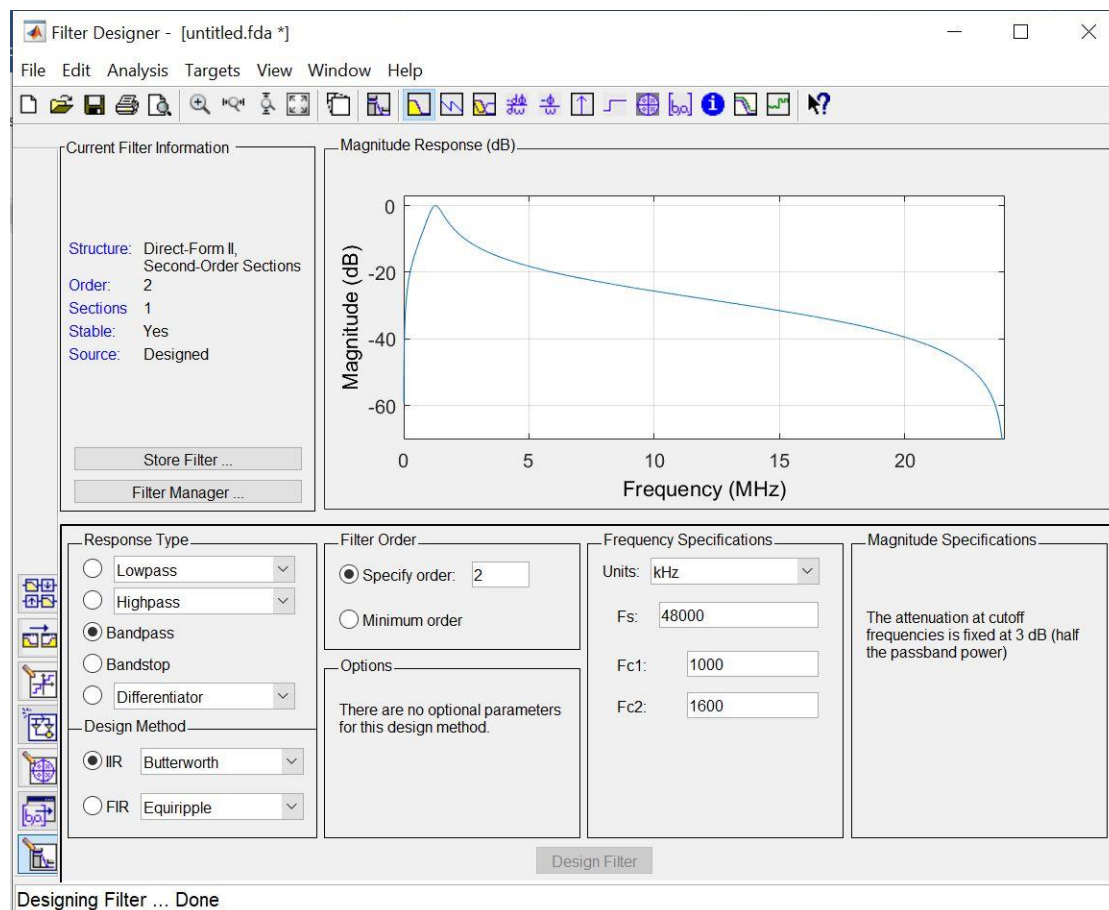 Filter Designer - [untitled.fda *]
File Edit Analysis Targets View Window Help
Current Filter Information
Structure: Direct-Form II,
Second-Order Sections
Order: 2
Sections 1
Stable: Yes
Source: Designed
Store Filter ...
Filter Manager ...
Magnitude Response (dB)
Magnitude (dB)
0
-20
-40
-60
0 5 10 15 20
Frequency (MHz)
Response Type
Lowpass
Highpass
Bandpass
Bandstop
Differentiator
Design Method
IIR Butterworth
FIR Equiripple
Filter Order
Specify order: 2
Minimum order
Options
There are no optional parameters
for this design method.
Frequency Specifications
Units: kHz
Fs: 48000
Fc1: 1000
Fc2: 1600
Magnitude Specifications
The attenuation at cutoff
frequencies is fixed at 3 dB (half
the passband power)
Design Filter
Designing Filter ... Done